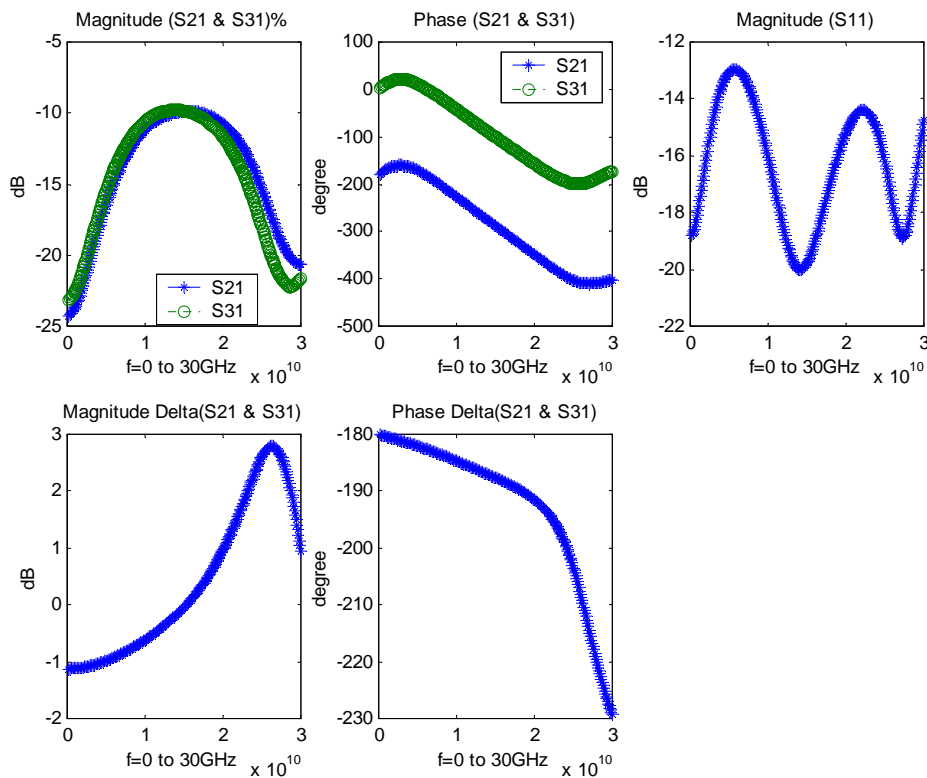 Magnitude (S21 & S31)%
-5
-10
-15
-20
-25
dB
S21
S31
0 1 2 3
f=0 to 30GHz
x 10^10
Phase (S21 & S31)
100
0
-100
-200
-300
-400
-500
degree
S21
S31
0 1 2 3
f=0 to 30GHz
x 10^10
Magnitude (S11)
-12
-14
-16
-18
-20
-22
dB
0 1 2 3
f=0 to 30GHz
x 10^10
Magnitude Delta(S21 & S31)
3
2
1
0
-1
-2
dB
0 1 2 3
f=0 to 30GHz
x 10^10
Phase Delta(S21 & S31)
-180
-190
-200
-210
-220
-230
degree
0 1 2 3
f=0 to 30GHz
x 10^10